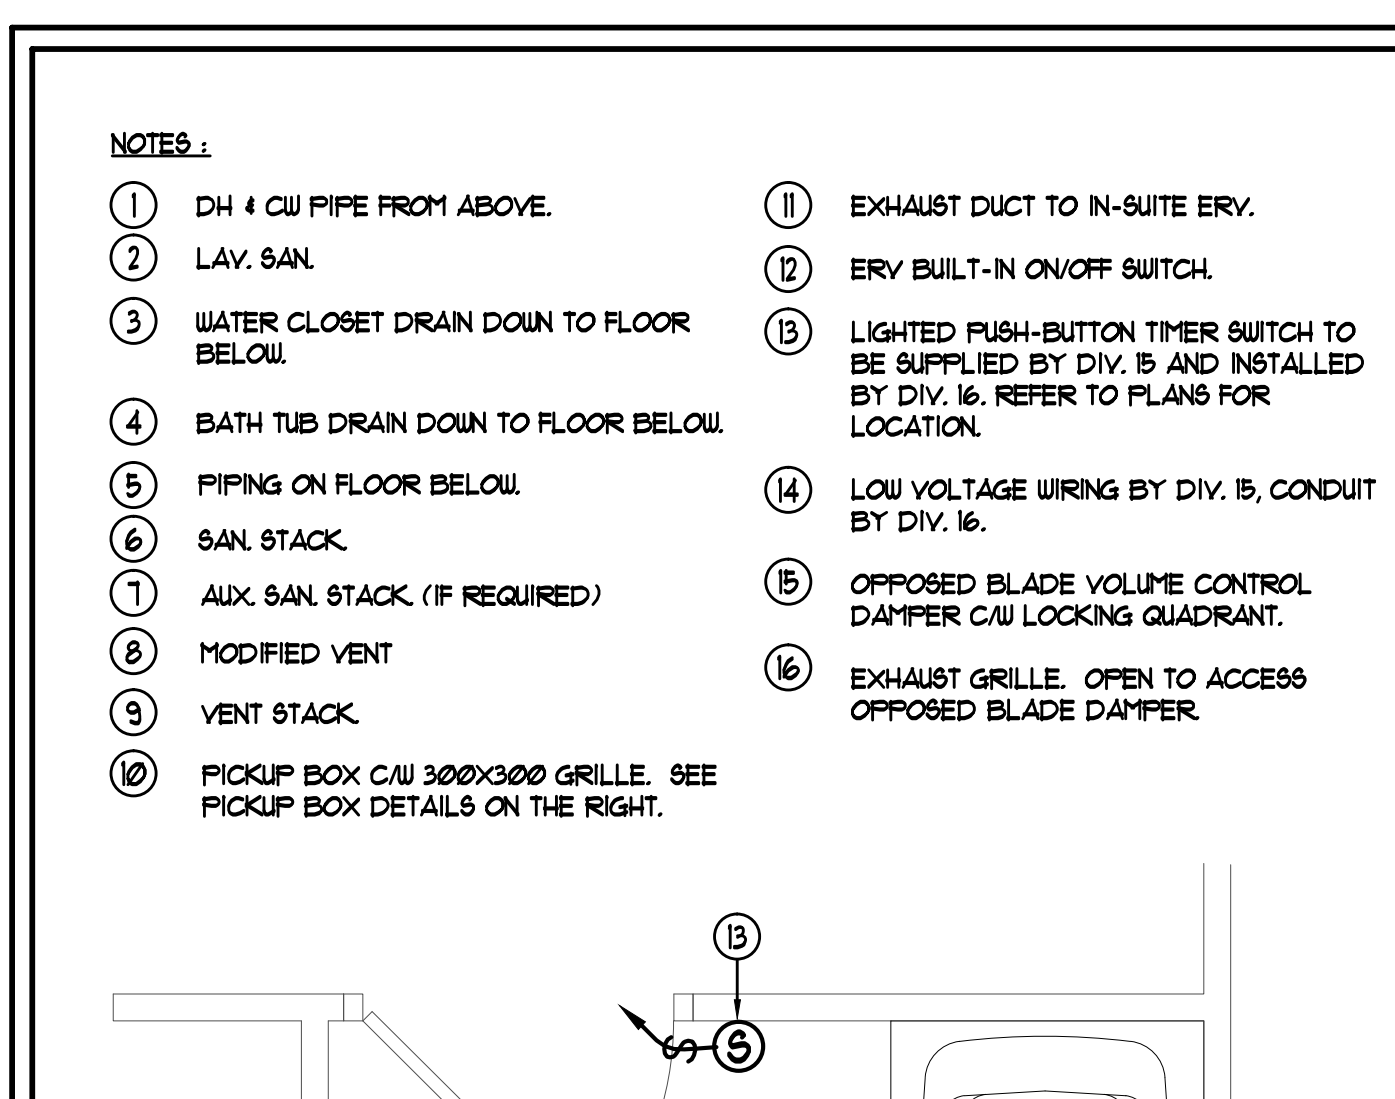 NOTES :
1 DH & CW PIPE FROM ABOVE.
2 LAV. SAN.
3 WATER CLOSET DRAIN DOWN TO FLOOR
BELOW.
4 BATH TUB DRAIN DOWN TO FLOOR BELOW.
5 PIPING ON FLOOR BELOW.
6 SAN. STACK.
7 AUX. SAN. STACK. (IF REQUIRED)
8 MODIFIED VENT
9 VENT STACK.
10 PICKUP BOX C/W 300X300 GRILLE. SEE
PICKUP BOX DETAILS ON THE RIGHT.
11 EXHAUST DUCT TO IN-SUITE ERV.
12 ERV BUILT-IN ON/OFF SWITCH.
13 LIGHTED PUSH-BUTTON TIMER SWITCH TO
BE SUPPLIED BY DIV. 15 AND INSTALLED
BY DIV. 16. REFER TO PLANS FOR
LOCATION.
14 LOW VOLTAGE WIRING BY DIV. 15, CONDUIT
BY DIV. 16.
15 OPPOSED BLADE VOLUME CONTROL
DAMPER C/W LOCKING QUADRANT.
16 EXHAUST GRILLE. OPEN TO ACCESS
OPPOSED BLADE DAMPER.
13
S